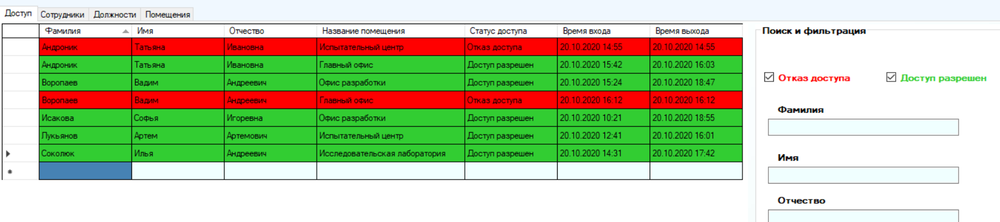 Доступ Сотрудники Должности Помещения
Фамилия Имя Отчество Название помещения Статус доступа Время входа Время выхода
Андроник Татьяна Ивановна Испытательный центр Отказ доступа 20.10.2020 14:55 20.10.2020 14:55
Андроник Татьяна Ивановна Главный офис Доступ разрешен 20.10.2020 15:42 20.10.2020 16:03
Воропаев Вадим Андреевич Офис разработки Доступ разрешен 20.10.2020 15:24 20.10.2020 18:47
Воропаев Вадим Андреевич Главный офис Отказ доступа 20.10.2020 16:12 20.10.2020 16:12
Исакова Софья Игоревна Офис разработки Доступ разрешен 20.10.2020 10:21 20.10.2020 18:55
Лукьянов Артем Артемович Испытательный центр Доступ разрешен 20.10.2020 12:41 20.10.2020 16:01
Соколюк Илья Андреевич Исследовательская лаборатория Доступ разрешен 20.10.2020 14:31 20.10.2020 17:42
Поиск и фильтрация
Отказ доступа Доступ разрешен
Фамилия
Имя
Отчество